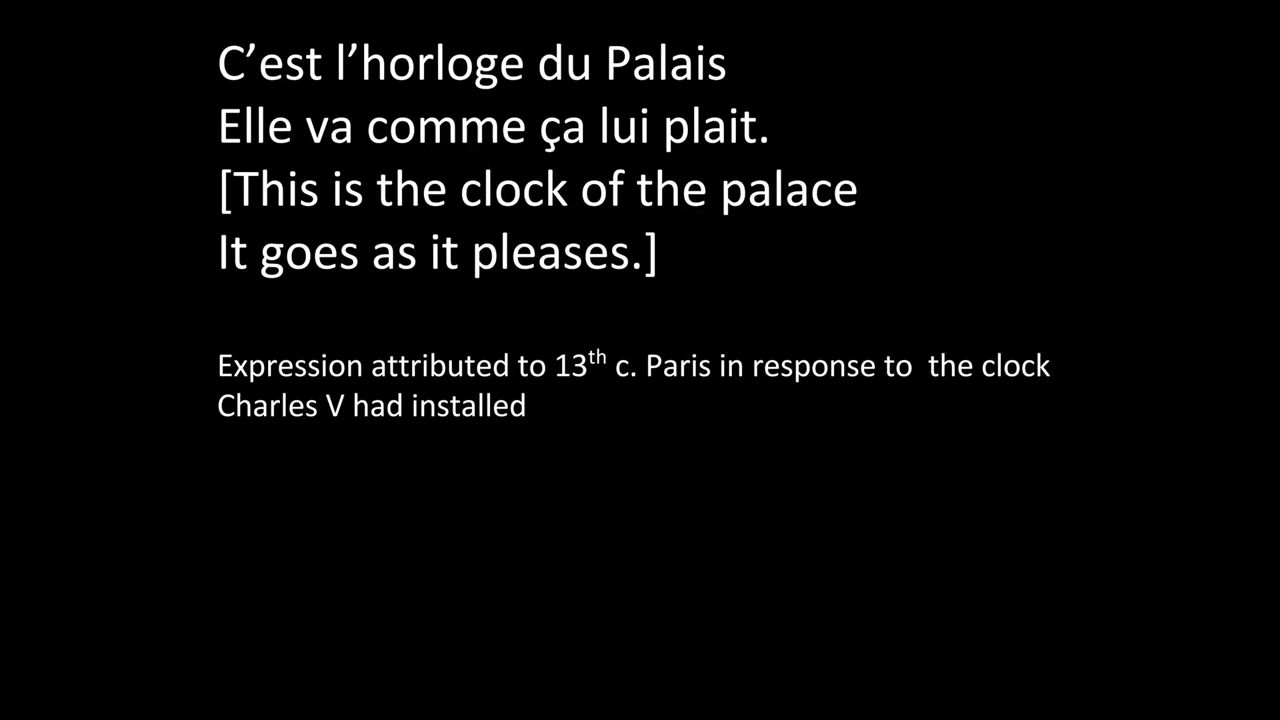 C’est l’horloge du Palais
Elle va comme ça lui plait.
[This is the clock of the palace
It goes as it pleases.]
Expression attributed to 13th c. Paris in response to  the clock
Charles V had installed